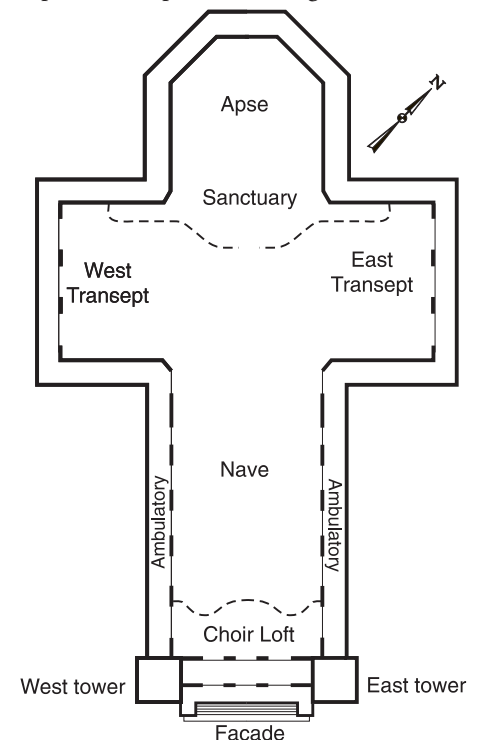 N
Apse
Sanctuary
West
Transept
East
Transept
Nave
Ambulatory
Ambulatory
Choir Loft
West tower
East tower
Facade